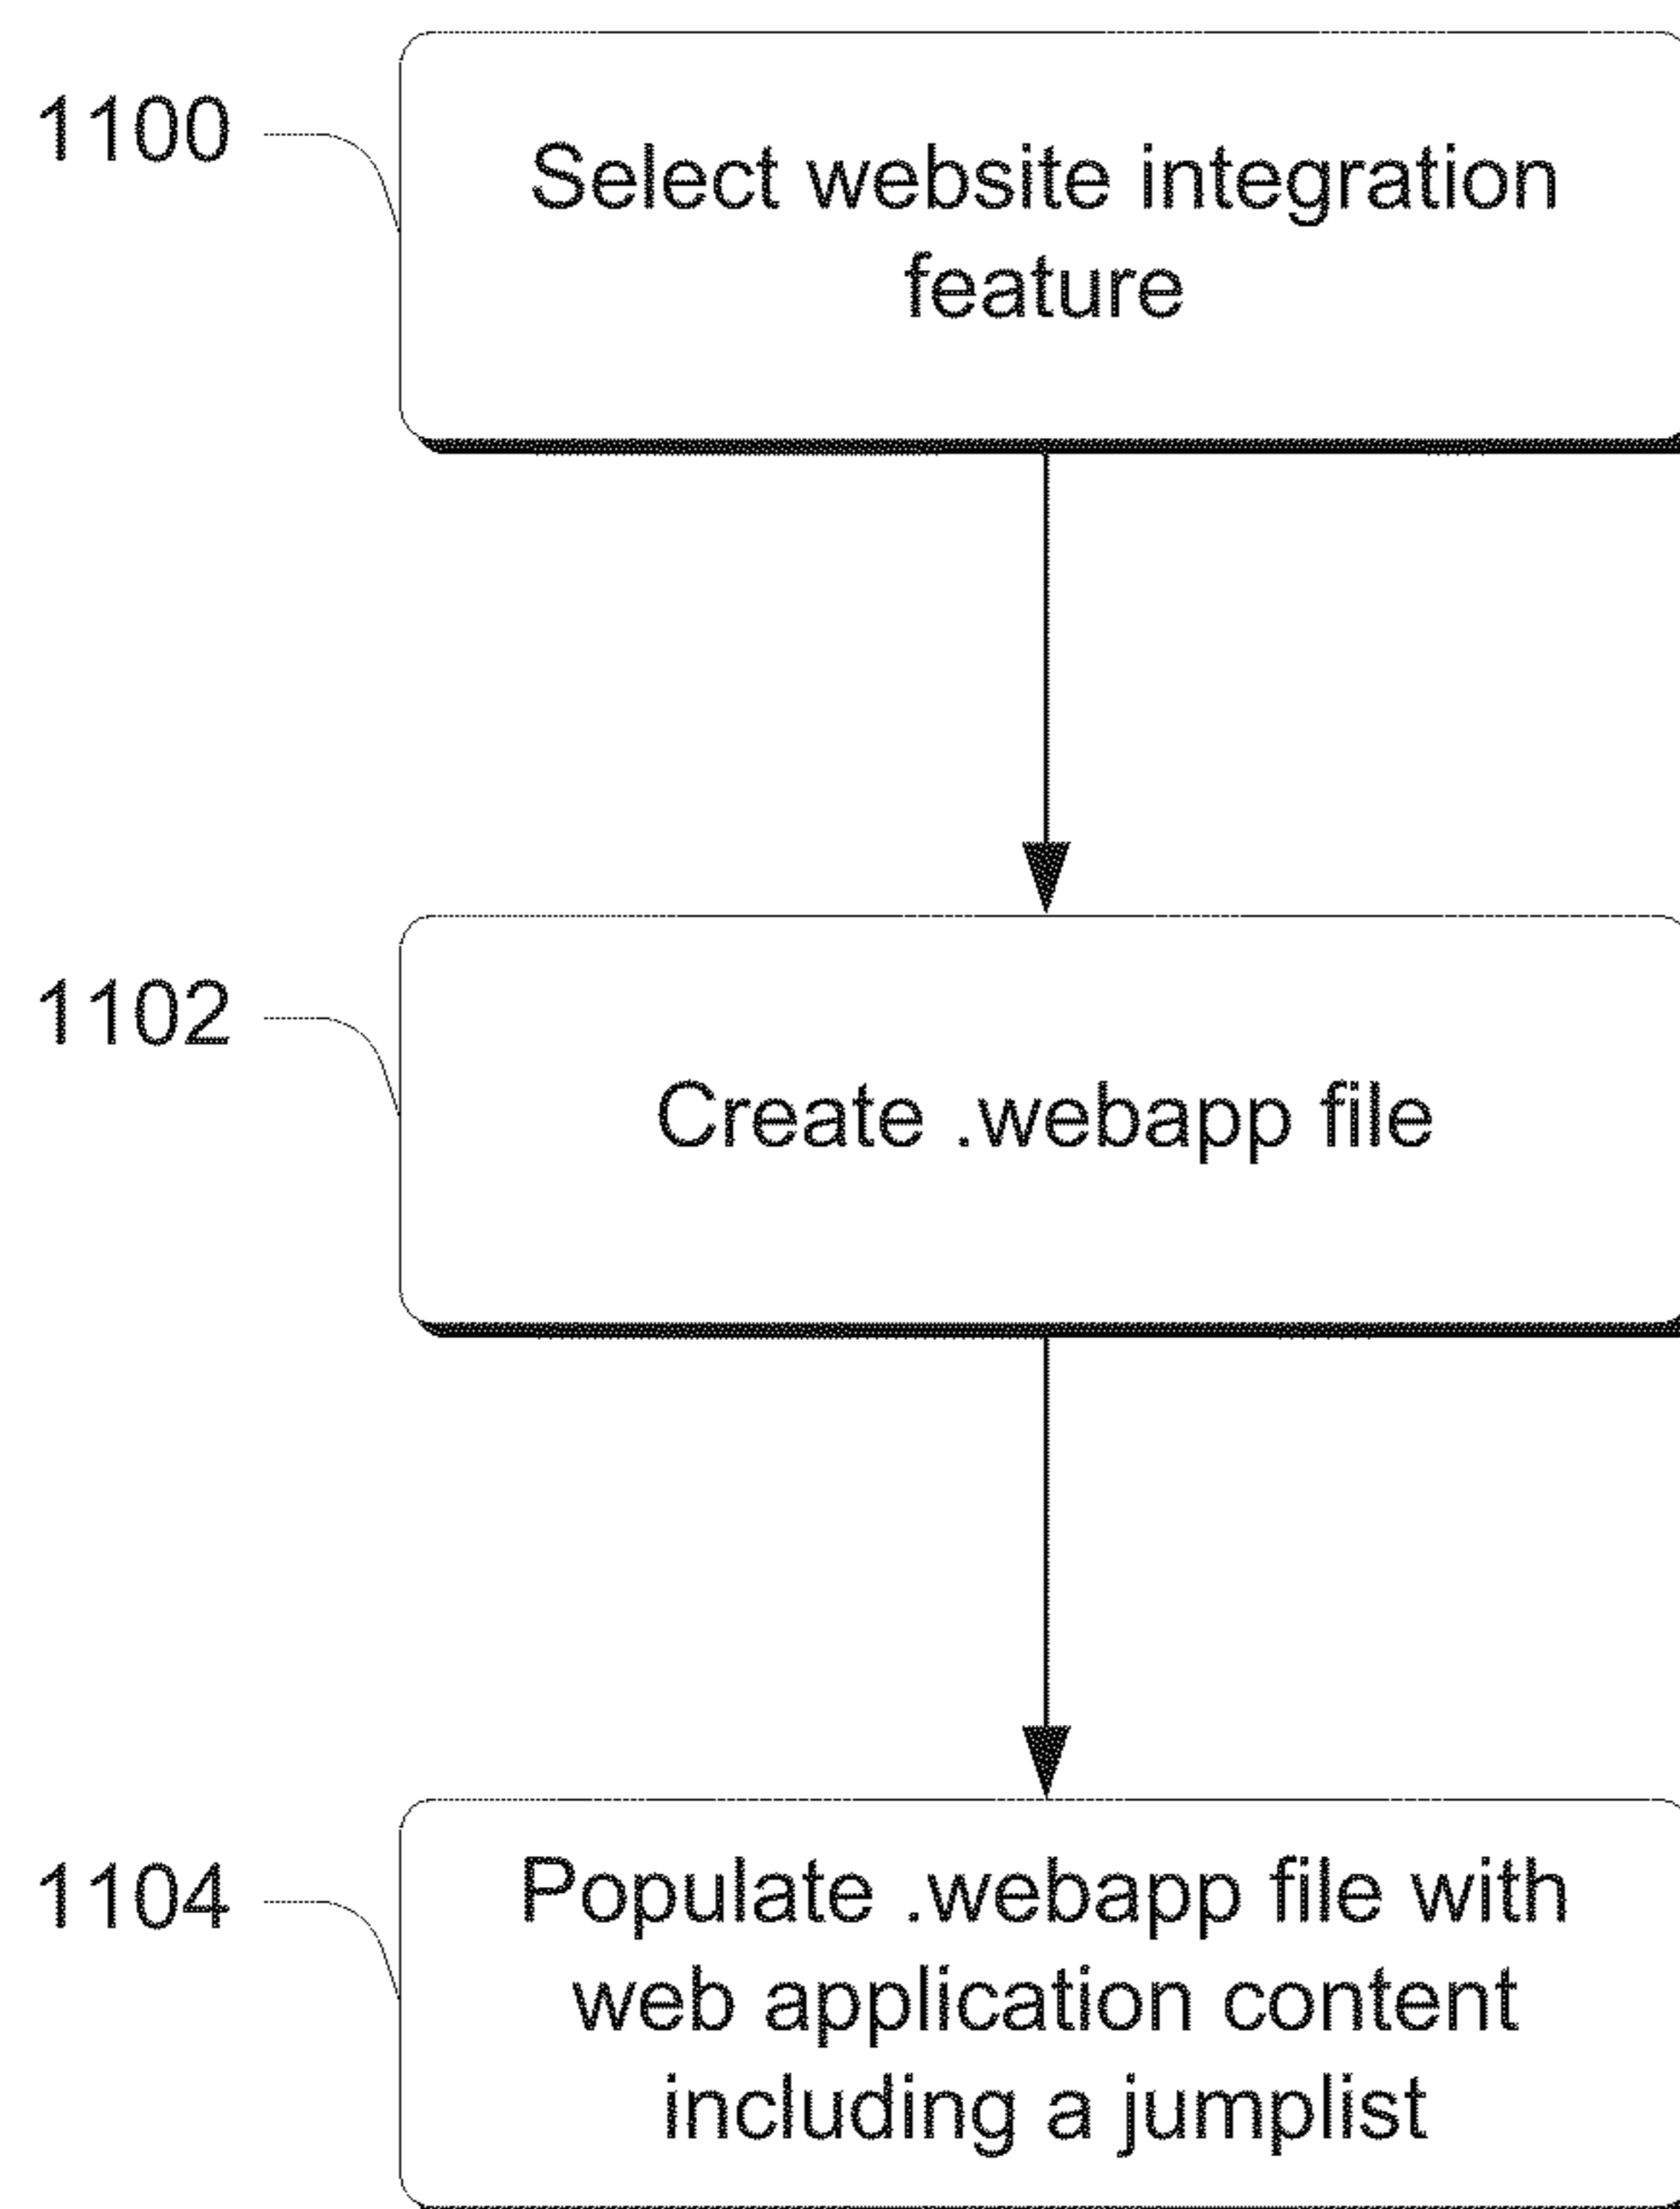 1100
Select website integration
feature
1102
Create .webapp file
1104
Populate .webapp file with
web application content
including a jumplist